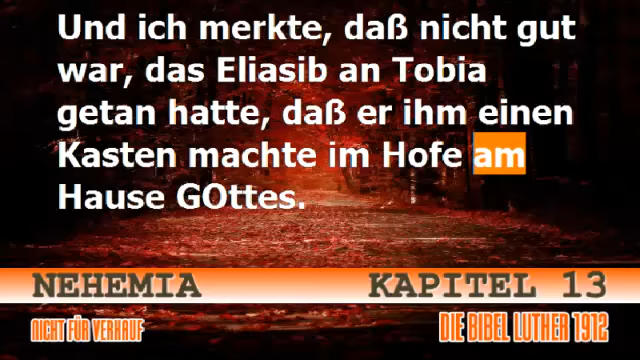 Und ich merkte, daß nicht gut
war, das Eliasib an Tobia
getan hatte, daß er ihm einen
Kasten machte im Hofe am
Hause GOttes.
NEHEMIA KAPITEL 13
NICHT FÜR VERKAUF DIE BIBEL LUTHER 1912